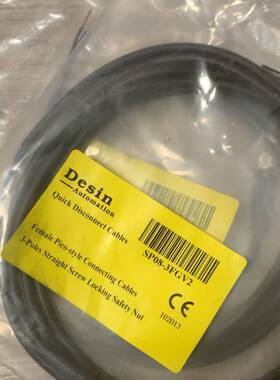 Desin
Automation
Quick Disconnect Cables
SP08-3FGV2
Female Pico-style Connecting Cables
3-Poles Straight Screw Locking Safety Nut
CE
102013